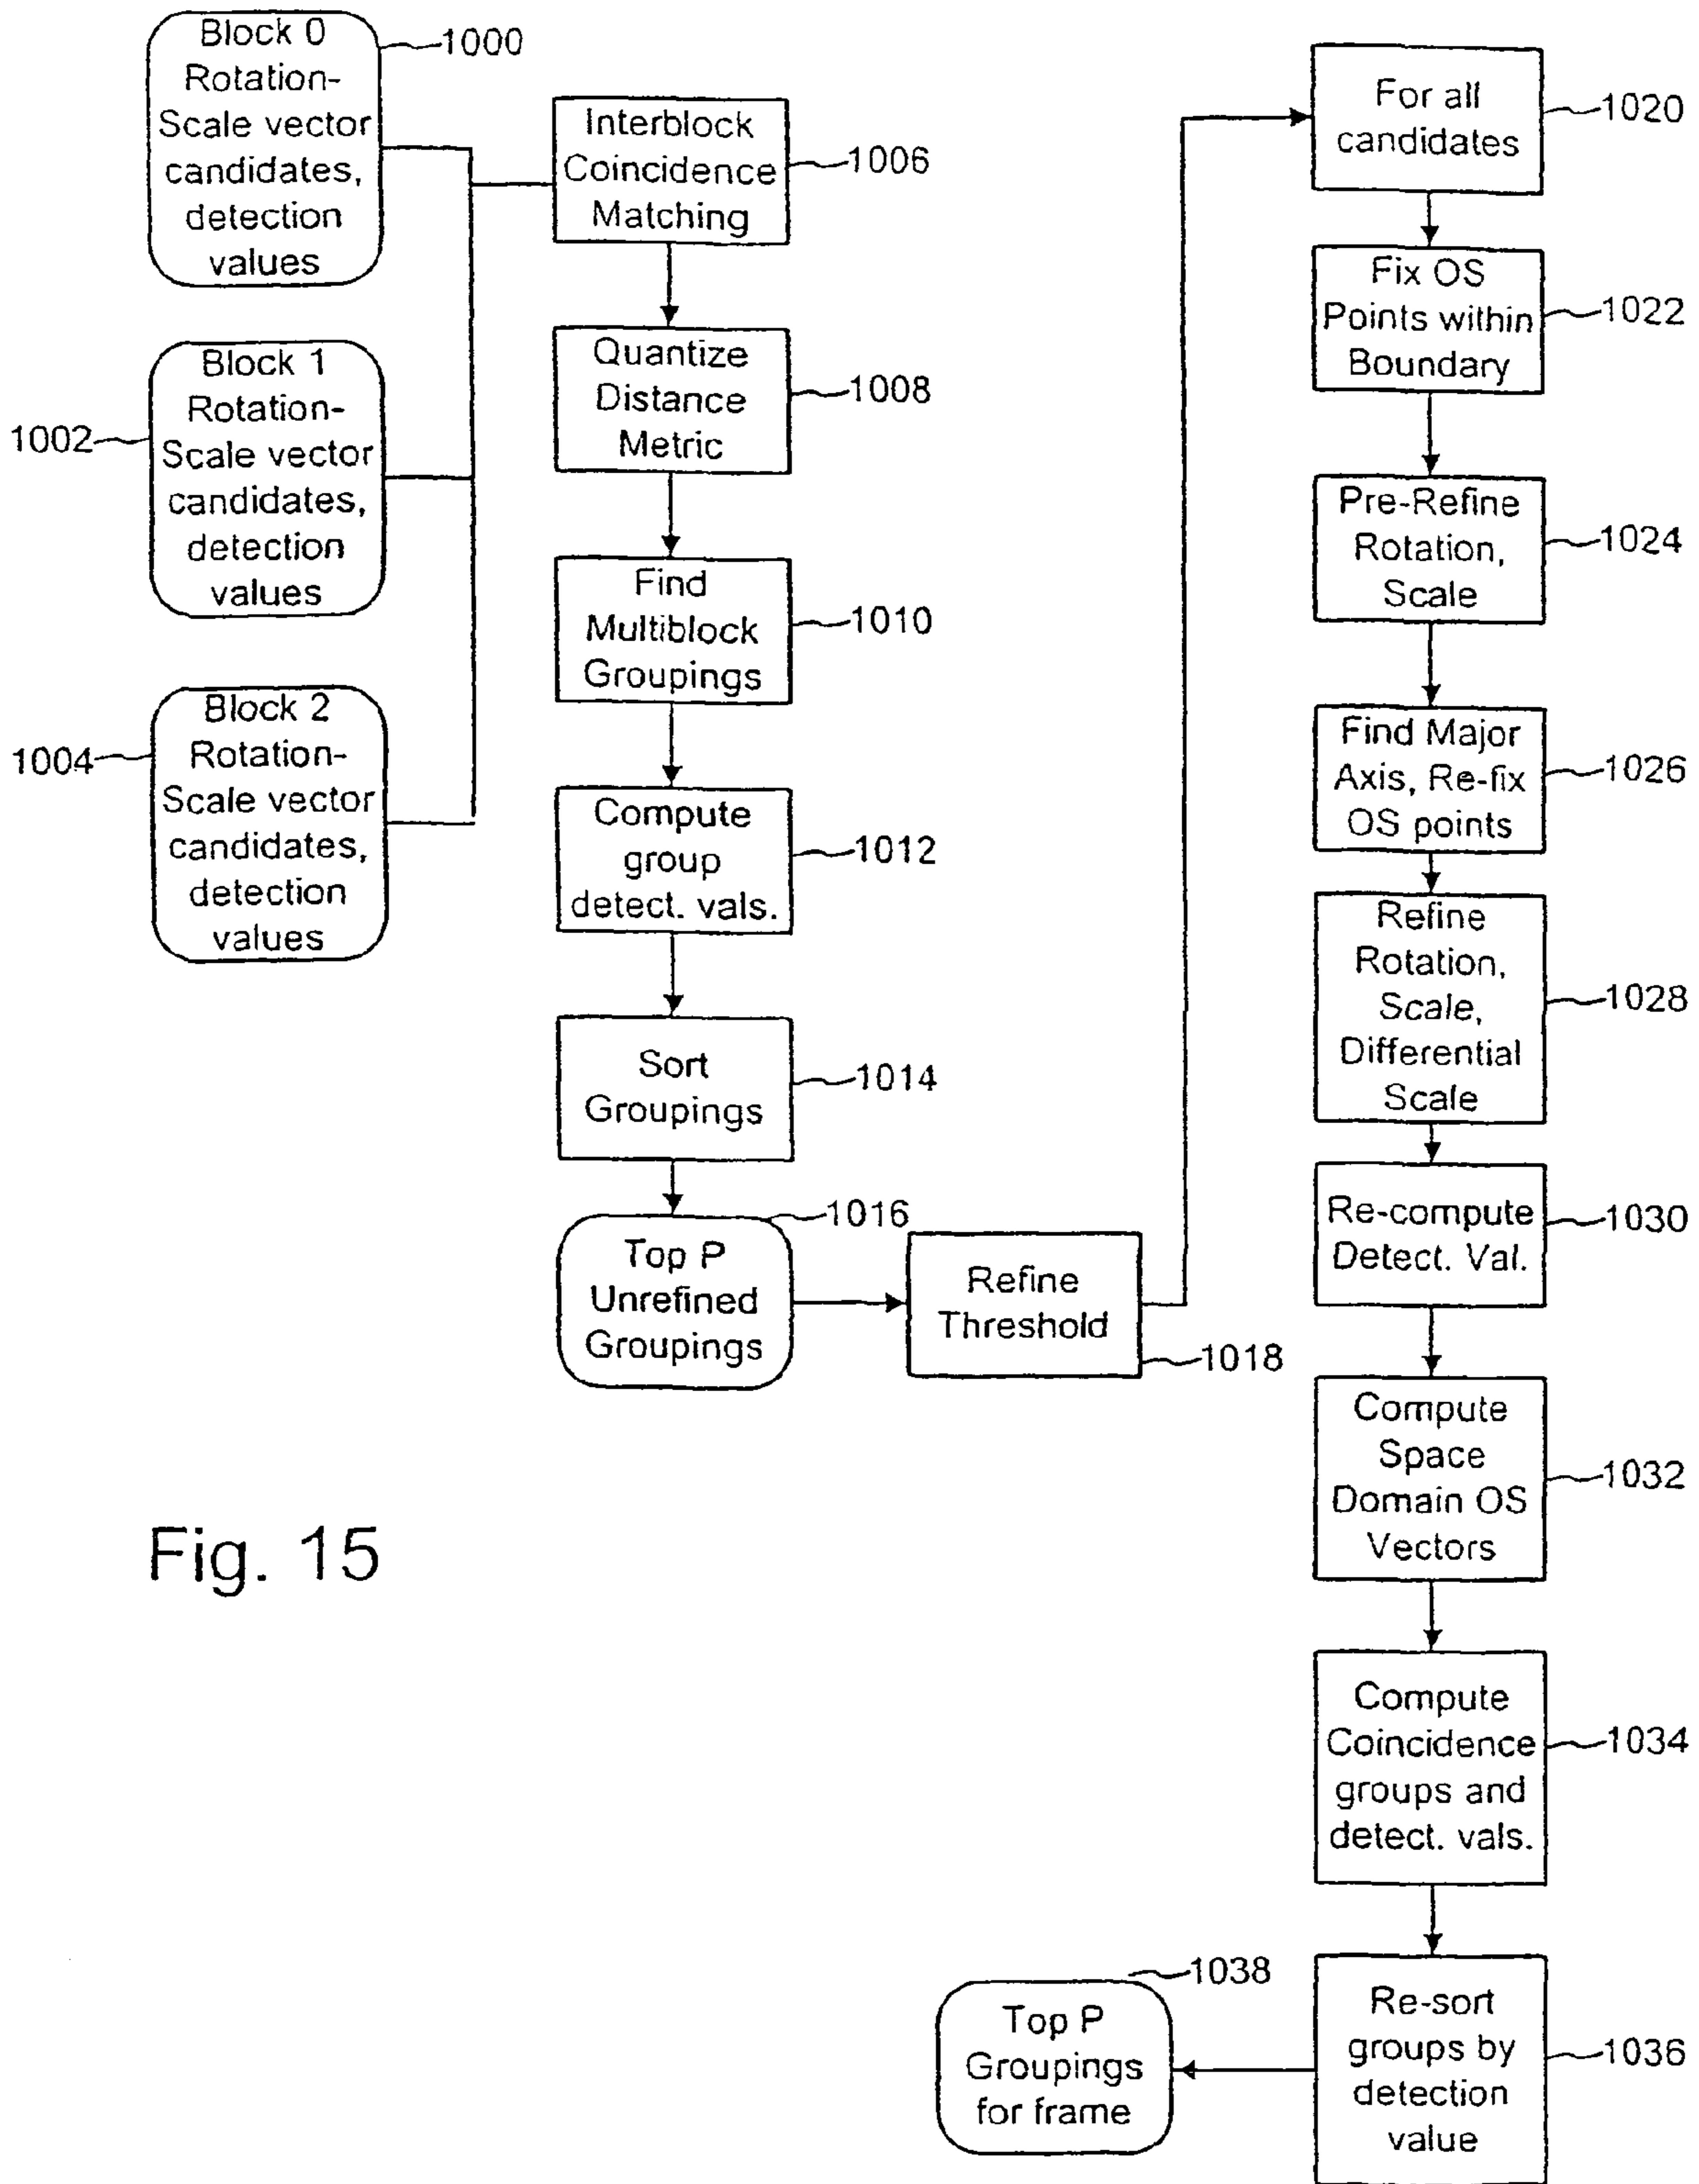 Block 0
Rotation-
Scale vector
candidates,
detection
values
1000
Block 1
Rotation-
Scale vector
candidates,
detection
values
1002
Block 2
Rotation-
Scale vector
candidates,
detection
values
1004
Interblock
Coincidence
Matching
1006
Quantize
Distance
Metric
1008
Find
Multiblock
Groupings
1010
Compute
group
detect. vals.
1012
Sort
Groupings
1014
Top P
Unrefined
Groupings
1016
Refine
Threshold
1018
For all
candidates
1020
Fix OS
Points within
Boundary
1022
Pre-Refine
Rotation,
Scale
1024
Find Major
Axis, Re-fix
OS points
1026
Refine
Rotation,
Scale,
Differential
Scale
1028
Re-compute
Detect. Val.
1030
Compute
Space
Domain OS
Vectors
1032
Compute
Coincidence
groups and
detect. vals.
1034
Re-sort
groups by
detection
value
1036
Top P
Groupings
for frame
1038
Fig. 15